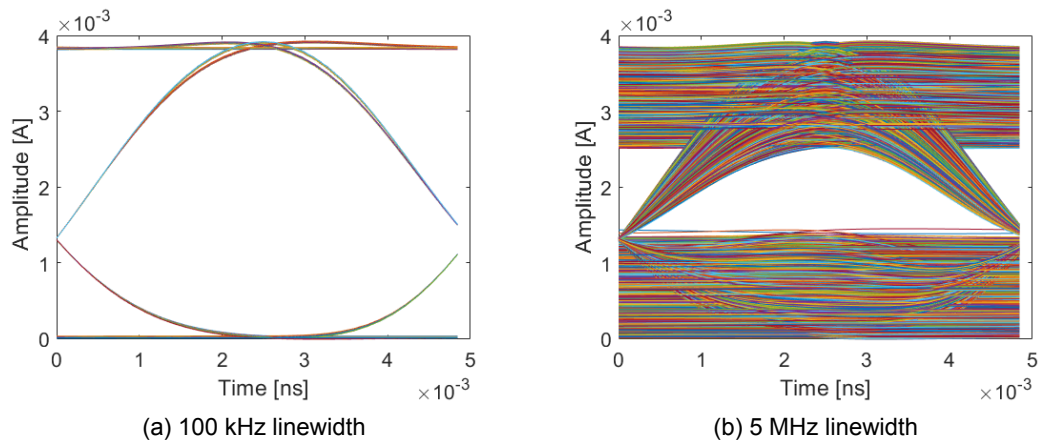 ×10⁻³
4
3
2
1
0
Amplitude [A]
0 1 2 3 4 5
Time [ns]
×10⁻³
(a) 100 kHz linewidth
×10⁻³
4
3
2
1
0
Amplitude [A]
0 1 2 3 4 5
Time [ns]
×10⁻³
(b) 5 MHz linewidth